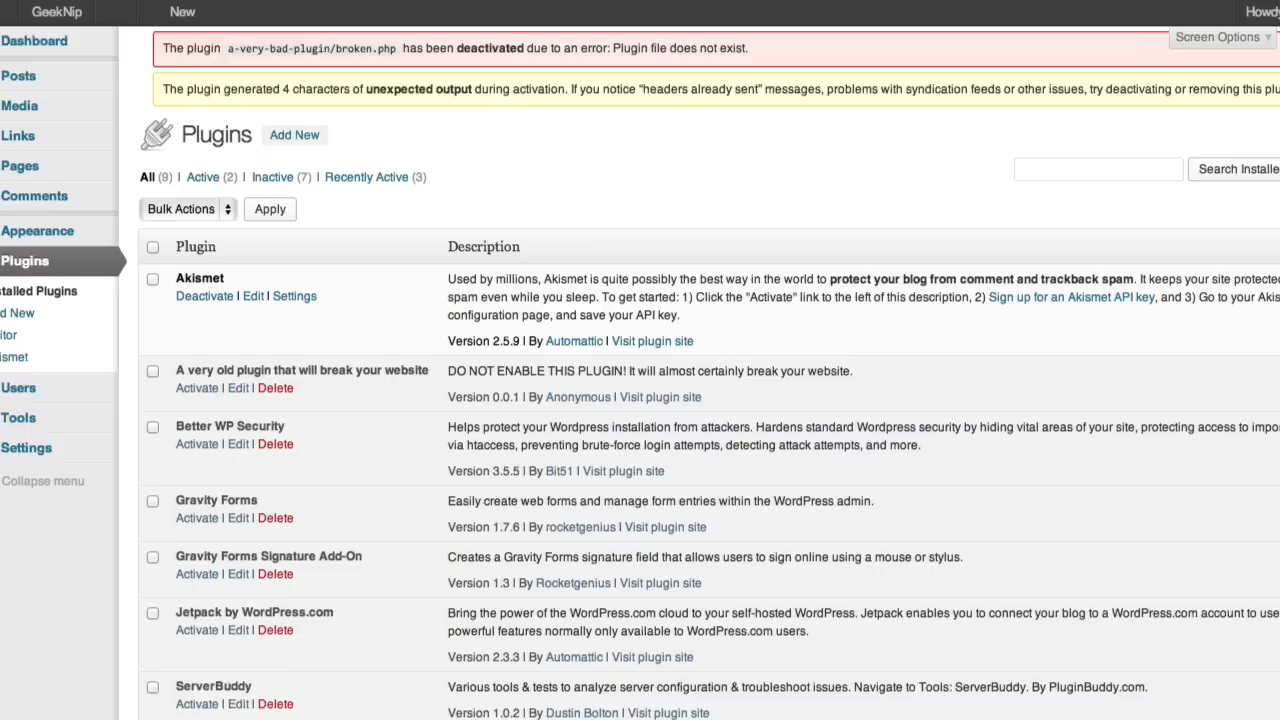 GeekNip New Howdy
Dashboard
Posts
Media
Links
Pages
Comments
Appearance
Plugins
stalled Plugins
d New
itor
ismet
Users
Tools
Settings
Collapse menu
Screen Options
The plugin a-very-bad-plugin/broken.php has been deactivated due to an error: Plugin file does not exist.
The plugin generated 4 characters of unexpected output during activation. If you notice “headers already sent” messages, problems with syndication feeds or other issues, try deactivating or removing this plu
Plugins Add New
All (9) | Active (2) | Inactive (7) | Recently Active (3)
Search Installe
Bulk Actions Apply
Plugin Description
Akismet
Deactivate | Edit | Settings
Used by millions, Akismet is quite possibly the best way in the world to protect your blog from comment and trackback spam. It keeps your site protected
spam even while you sleep. To get started: 1) Click the "Activate" link to the left of this description, 2) Sign up for an Akismet API key, and 3) Go to your Akis
configuration page, and save your API key.
Version 2.5.9 | By Automattic | Visit plugin site
A very old plugin that will break your website
Activate | Edit | Delete
DO NOT ENABLE THIS PLUGIN! It will almost certainly break your website.
Version 0.0.1 | By Anonymous | Visit plugin site
Better WP Security
Activate | Edit | Delete
Helps protect your Wordpress installation from attackers. Hardens standard Wordpress security by hiding vital areas of your site, protecting access to impor
via htaccess, preventing brute-force login attempts, detecting attack attempts, and more.
Version 3.5.5 | By Bit51 | Visit plugin site
Gravity Forms
Activate | Edit | Delete
Easily create web forms and manage form entries within the WordPress admin.
Version 1.7.6 | By rocketgenius | Visit plugin site
Gravity Forms Signature Add-On
Activate | Edit | Delete
Creates a Gravity Forms signature field that allows users to sign online using a mouse or stylus.
Version 1.3 | By Rocketgenius | Visit plugin site
Jetpack by WordPress.com
Activate | Edit | Delete
Bring the power of the WordPress.com cloud to your self-hosted WordPress. Jetpack enables you to connect your blog to a WordPress.com account to use
powerful features normally only available to WordPress.com users.
Version 2.3.3 | By Automattic | Visit plugin site
ServerBuddy
Activate | Edit | Delete
Various tools & tests to analyze server configuration & troubleshoot issues. Navigate to Tools: ServerBuddy. By PluginBuddy.com.
Version 1.0.2 | By Dustin Bolton | Visit plugin site